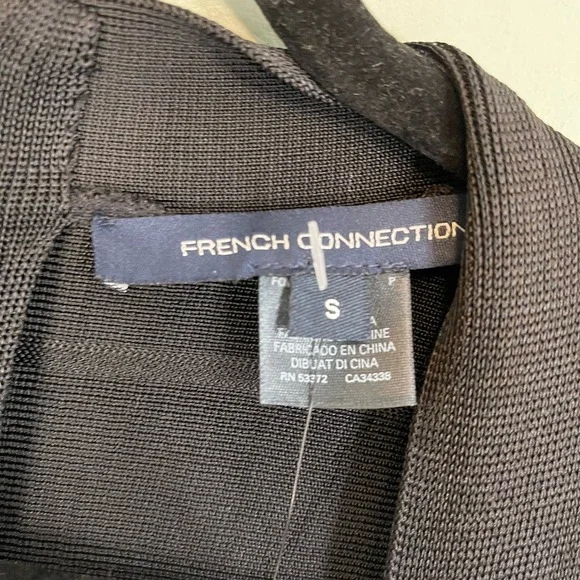 FRENCH CONNECTION
S
FABRICADO EN CHINA
DIBUAT DI CINA
RN 53372 CA34338